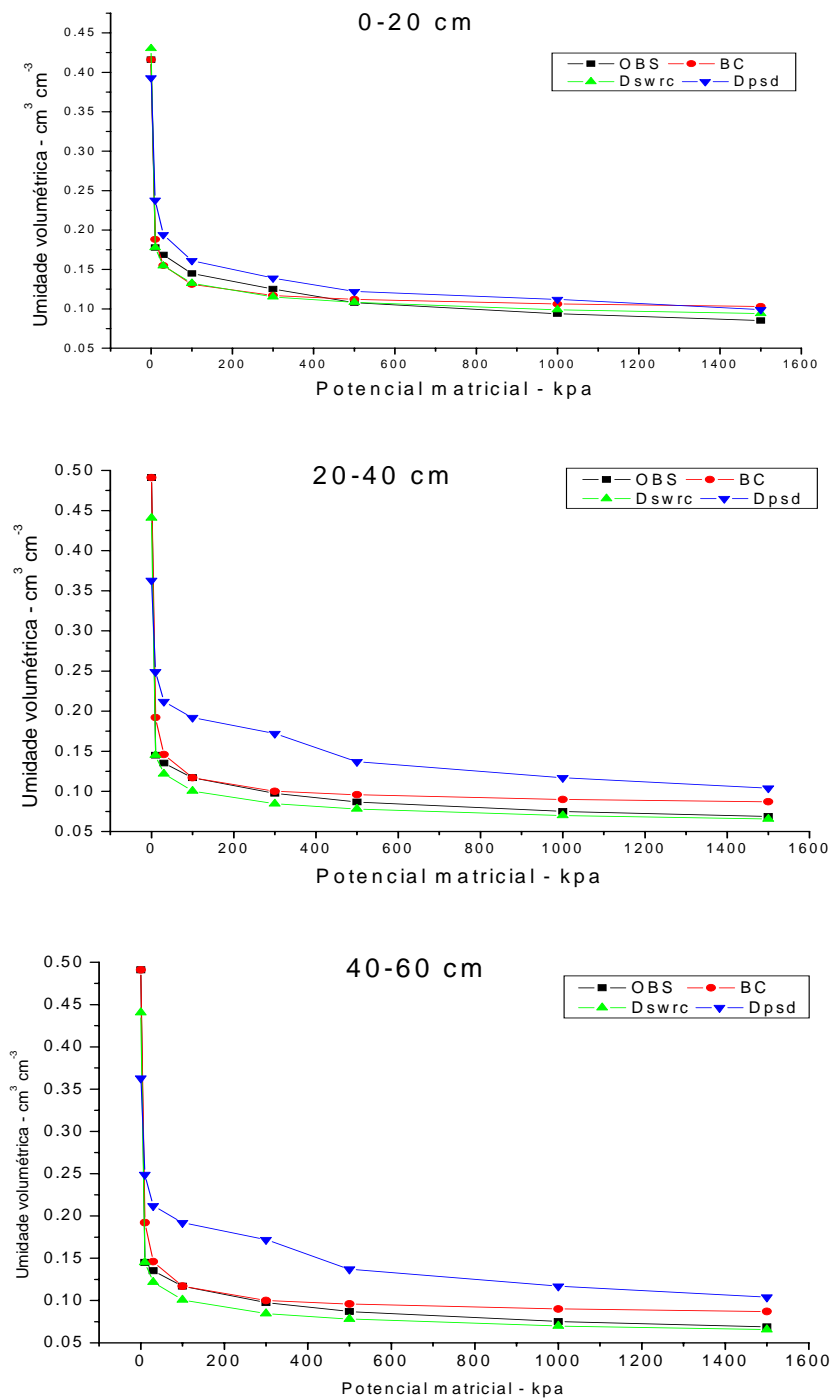 0-20 cm
OBS BC
Dswrc Dpsd
Umidade volumétrica - cm³ cm⁻³
0.45
0.40
0.35
0.30
0.25
0.20
0.15
0.10
0.05
0 200 400 600 800 1000 1200 1400 1600
Potencial matricial - kpa
20-40 cm
OBS BC
Dswrc Dpsd
Umidade volumétrica - cm³ cm⁻³
0.50
0.45
0.40
0.35
0.30
0.25
0.20
0.15
0.10
0.05
0 200 400 600 800 1000 1200 1400 1600
Potencial matricial - kpa
40-60 cm
OBS BC
Dswrc Dpsd
Umidade volumétrica - cm³ cm⁻³
0.50
0.45
0.40
0.35
0.30
0.25
0.20
0.15
0.10
0.05
0 200 400 600 800 1000 1200 1400 1600
Potencial matricial - kpa